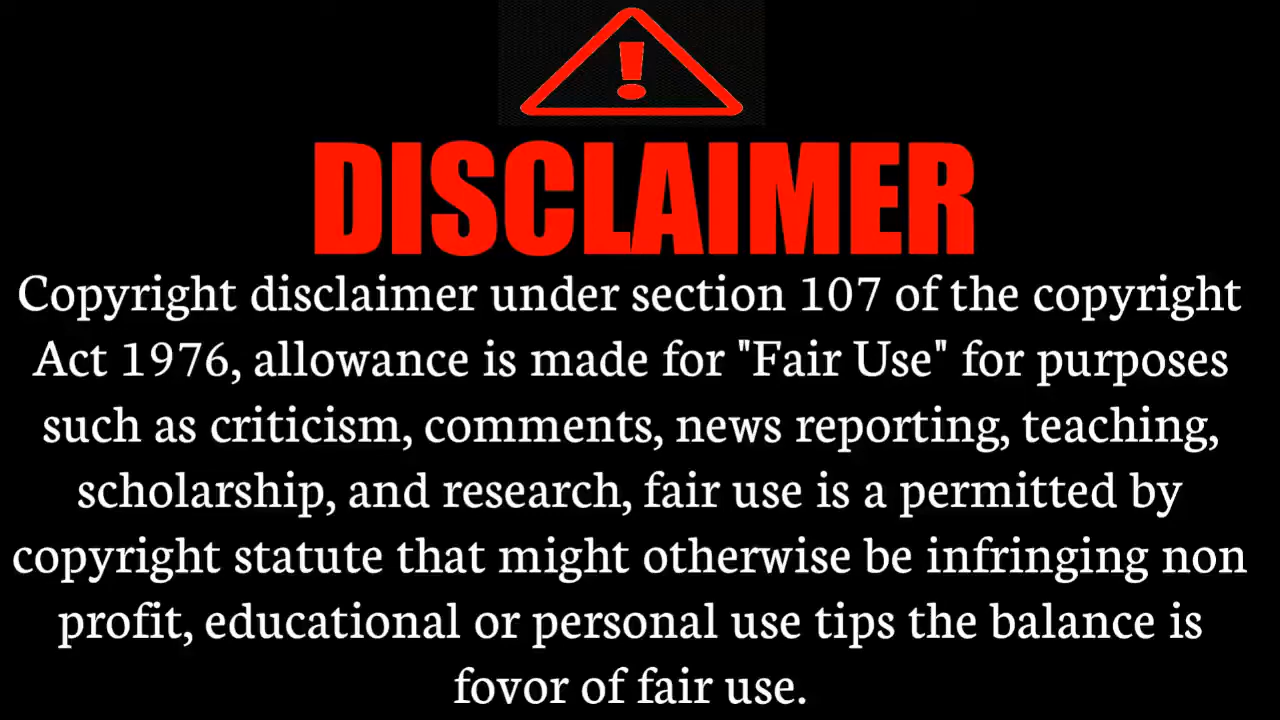 DISCLAIMER
Copyright disclaimer under section 107 of the copyright
Act 1976, allowance is made for "Fair Use" for purposes
such as criticism, comments, news reporting, teaching,
scholarship, and research, fair use is a permitted by
copyright statute that might otherwise be infringing non
profit, educational or personal use tips the balance is
fovor of fair use.